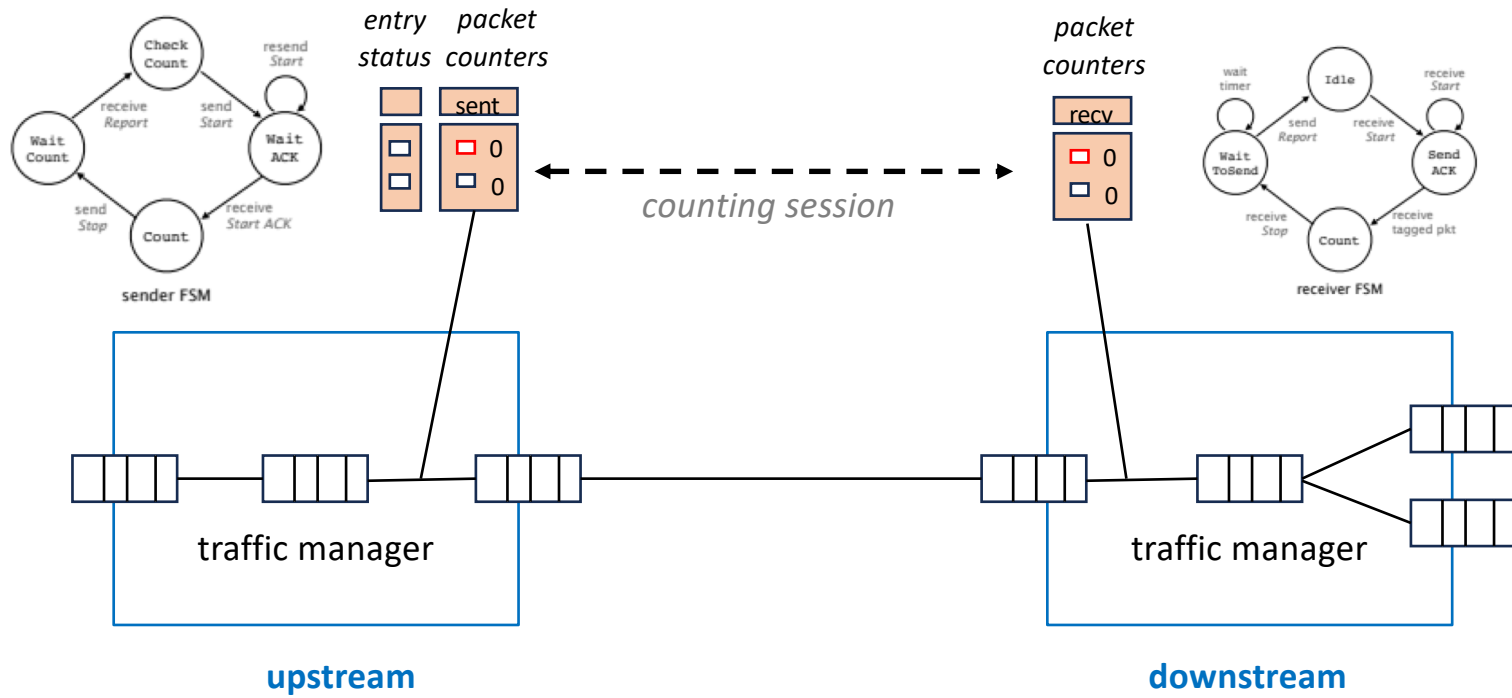 entry
status
packet
counters
sent
0
0
Check
Count
resend
Start
receive
Report
send
Start
Wait
Count
Wait
ACK
send
Stop
receive
Start ACK
Count
sender FSM
counting session
packet
counters
recv
0
0
wait
timer
Idle
receive
Start
send
Report
receive
Start
Wait
ToSend
Send
ACK
receive
Stop
receive
tagged pkt
Count
receiver FSM
traffic manager
traffic manager
upstream
downstream